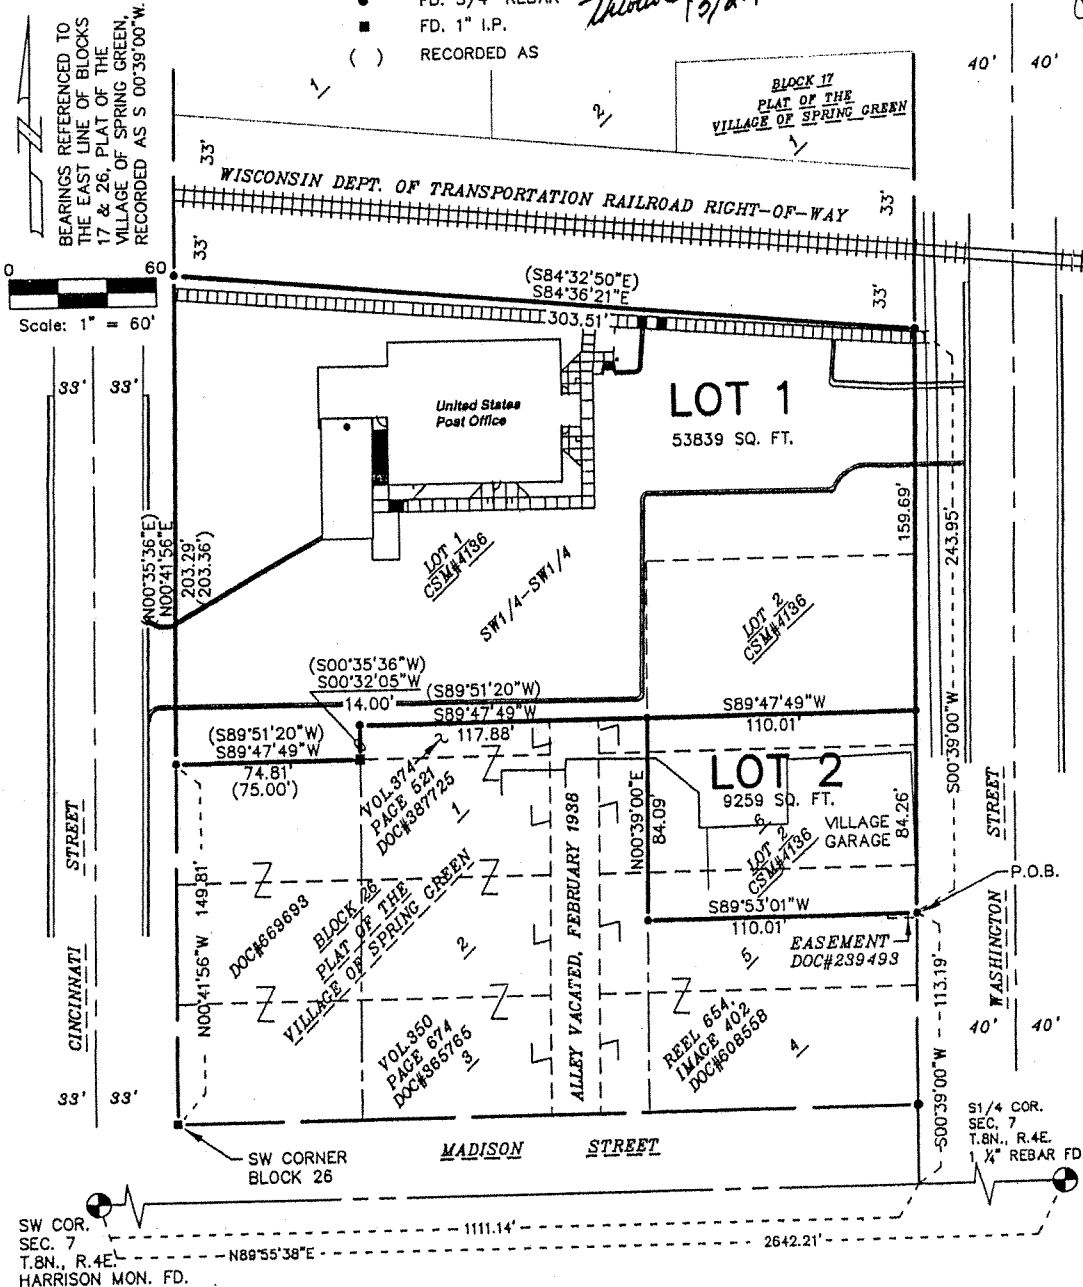 FD. 3/4" REBAR
FD. 1" I.P.
( ) RECORDED AS
BEARINGS REFERENCED TO
THE EAST LINE OF BLOCKS
17 & 26, PLAT OF THE
VILLAGE OF SPRING GREEN,
RECORDED AS S 00°39'00"W.
1
2
BLOCK 17
PLAT OF THE
VILLAGE OF SPRING GREEN
1
40' 40'
33'
33'
WISCONSIN DEPT. OF TRANSPORTATION RAILROAD RIGHT-OF-WAY
33'
33'
0 60
Scale: 1" = 60'
(S84°32'50"E)
S84°36'21"E
303.51'
33' 33'
United States
Post Office
LOT 1
53839 SQ. FT.
159.69'
243.95'
(N00°35'36"E)
N00°41'56"E
203.29'
(203.36')
LOT 1
CSM#4136
SW1/4-SW1/4
LOT 2
CSM#4136
(S00°35'36"W)
S00°32'05"W
14.00'
(S89°51'20"W)
S89°47'49"W
117.88'
S89°47'49"W
110.01'
(S89°51'20"W)
S89°47'49"W
74.81'
(75.00')
S00°39'00"W
VOL.374
PAGE 521
DOC#387725
1
LOT 2
9259 SQ. FT.
N00°39'00"E
84.09'
84.26'
6
LOT 2
CSM#4136
VILLAGE
GARAGE
P.O.B.
CINCINNATI STREET
N00°41'56"W 149.81'
DOC#669693
BLOCK 26
PLAT OF THE
VILLAGE OF SPRING GREEN
2
ALLEY VACATED, FEBRUARY 1936
S89°53'01"W
110.01'
EASEMENT
DOC#239493
5
WASHINGTON STREET
VOL.350
PAGE 674
DOC#365765
3
REEL 654,
IMAGE 402
DOC#608558
4
S00°39'00"W 113.19'
40' 40'
33' 33'
SW CORNER
BLOCK 26
MADISON STREET
S1/4 COR.
SEC. 7
T.8N., R.4E.
1 ¼" REBAR FD
SW COR.
SEC. 7
T.8N., R.4E.
HARRISON MON. FD.
1111.14'
N89°55'38"E
2642.21'